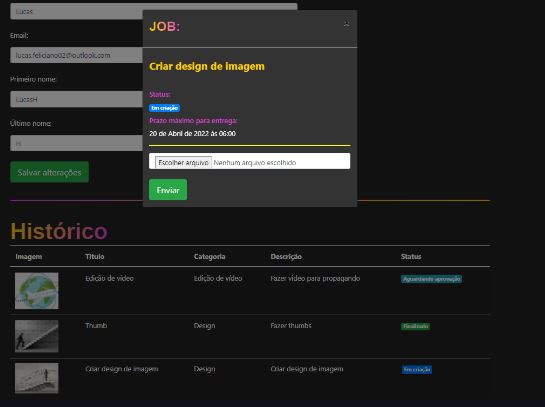 Lucas
Email:
lucas.feliciano02@outlook.com
Primeiro nome:
LucasH
Último nome:
H
Salvar alterações
JOB:
×
Criar design de imagem
Status:
Em criação
Prazo máximo para entrega:
20 de Abril de 2022 às 06:00
Escolher arquivo Nenhum arquivo escolhido
Enviar
Histórico
Imagem Título Categoria Descrição Status
Edição de video Edição de vídeo Fazer vídeo para propagando Aguardando aprovação
Thumb Design Fazer thumbs Finalizado
Criar design de imagem Design Criar design de imagem Em criação